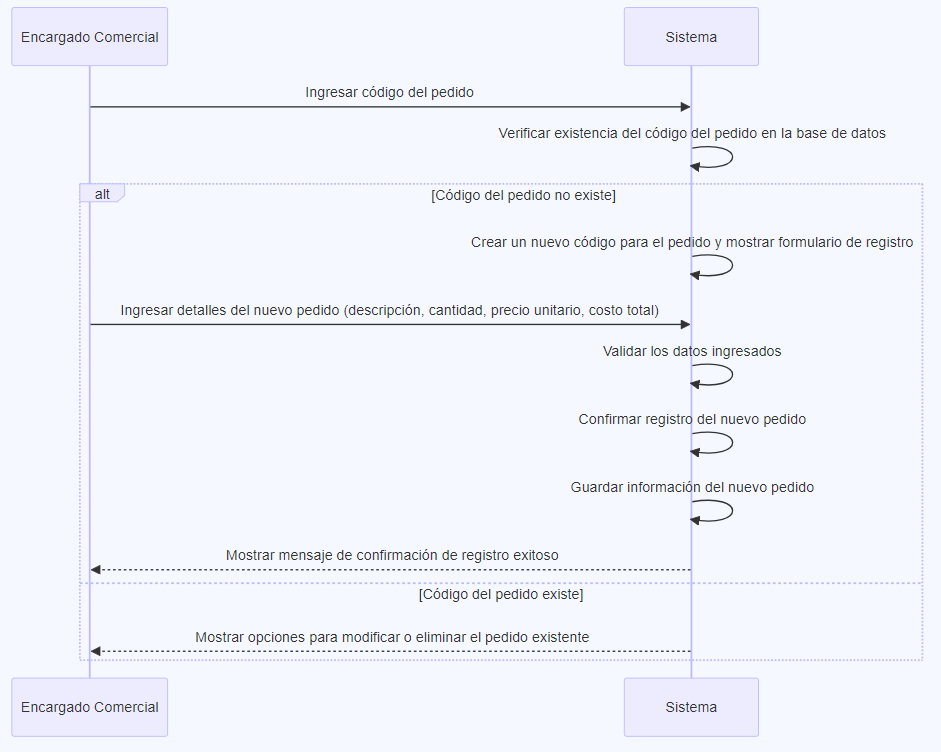 Encargado Comercial
Sistema
Ingresar código del pedido
Verificar existencia del código del pedido en la base de datos
alt
[Código del pedido no existe]
Crear un nuevo código para el pedido y mostrar formulario de registro
Ingresar detalles del nuevo pedido (descripción, cantidad, precio unitario, costo total)
Validar los datos ingresados
Confirmar registro del nuevo pedido
Guardar información del nuevo pedido
Mostrar mensaje de confirmación de registro exitoso
[Código del pedido existe]
Mostrar opciones para modificar o eliminar el pedido existente
Encargado Comercial
Sistema